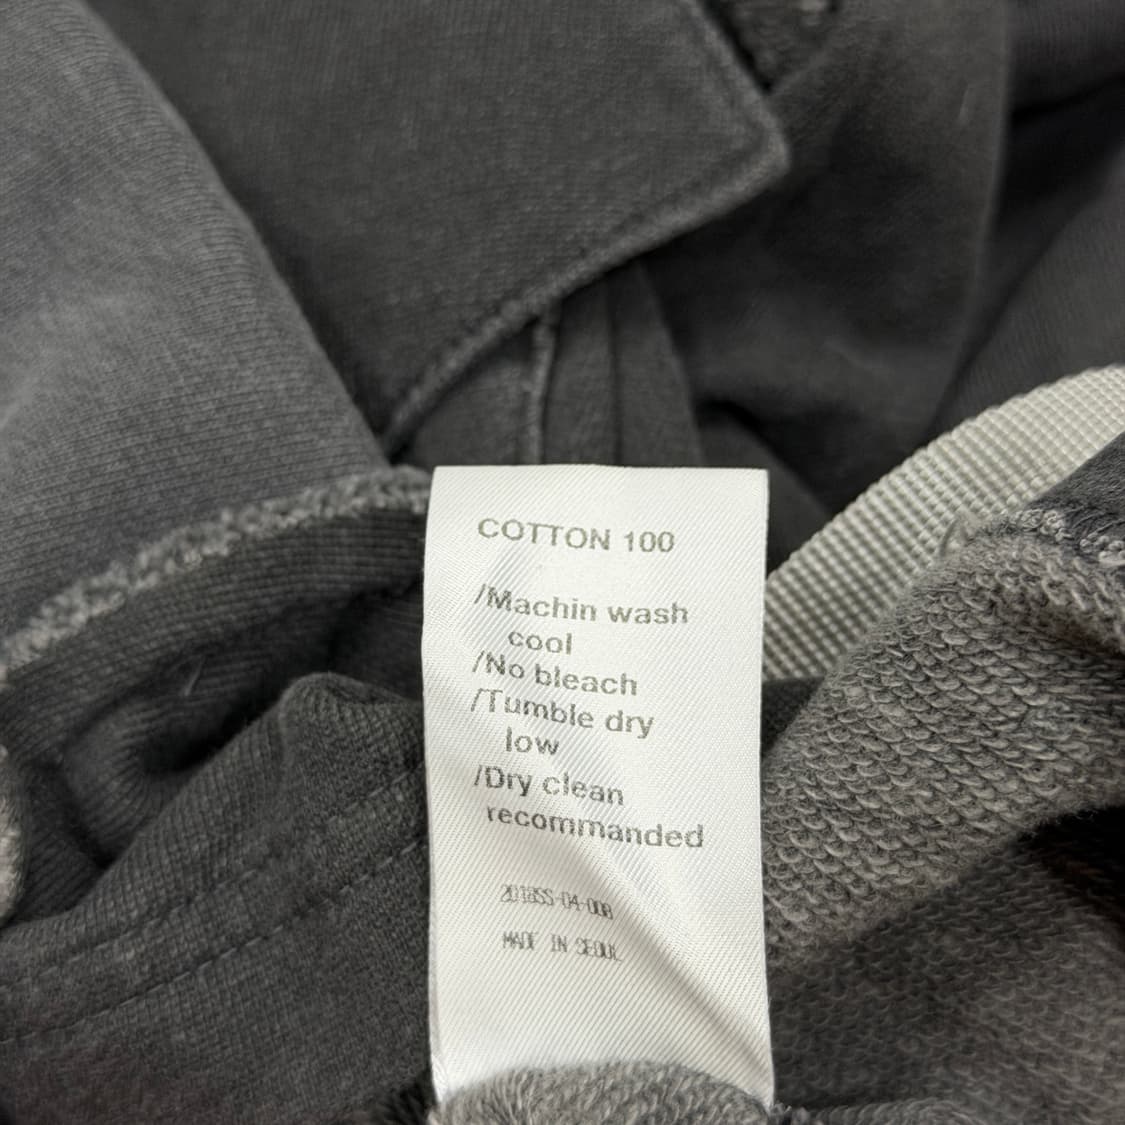 COTTON 100
/Machin wash
cool
/No bleach
/Tumble dry
low
/Dry clean
recommanded
2018SS-04-008
MADE IN SEOUL